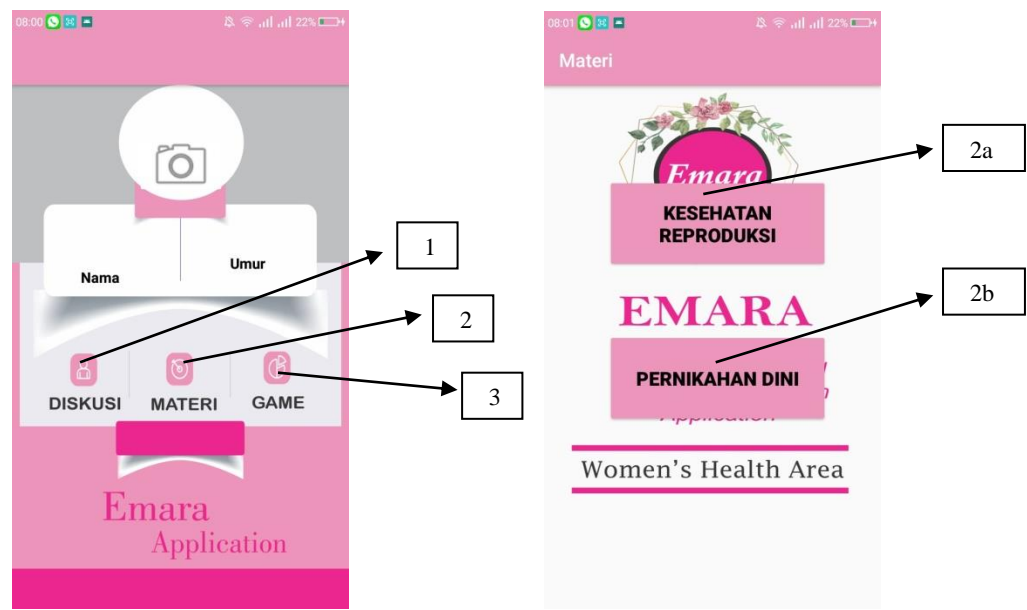 08:00
22%
Nama
Umur
DISKUSI
MATERI
GAME
Emara
Application
1
2
3
08:01
22%
Materi
Emara
KESEHATAN
REPRODUKSI
EMARA
PERNIKAHAN DINI
Application
Women's Health Area
2a
2b